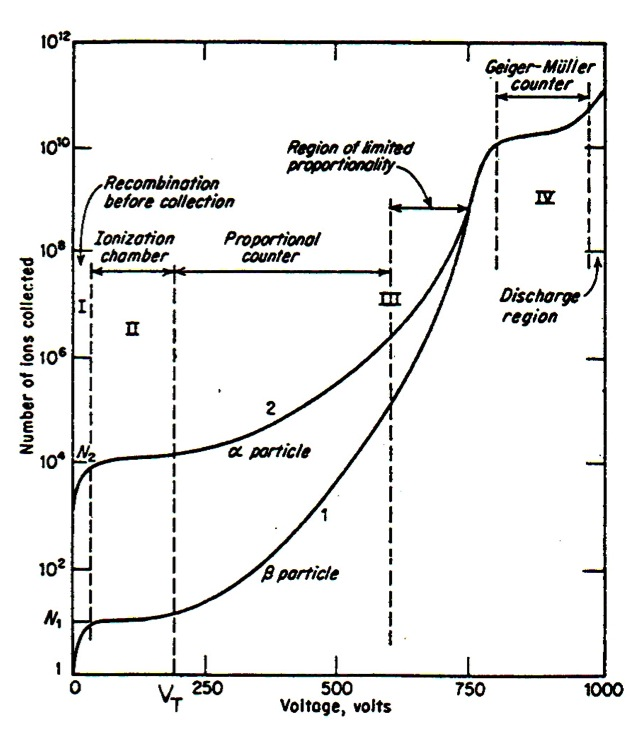 10¹²
Geiger-Müller
counter
10¹⁰
Region of limited
proportionality
Recombination
before collection
IV
10⁸
Ionization
chamber
Proportional
counter
I
II
III
Discharge
region
Number of ions collected
10⁶
2
N₂
10⁴
α particle
1
10²
β particle
N₁
1
0
V_T
250
500
750
1000
Voltage, volts